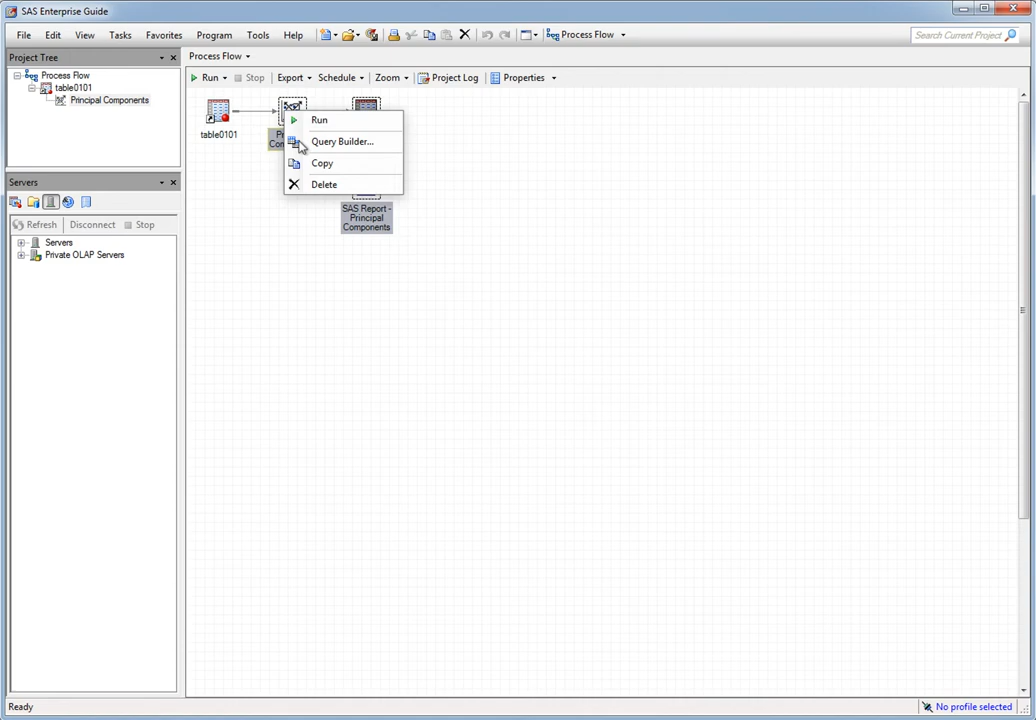 SAS Enterprise Guide
File Edit View Tasks Favorites Program Tools Help Process Flow Search Current Project
Project Tree
Process Flow
table0101
Principal Components
Servers
Refresh Disconnect Stop
Servers
Private OLAP Servers
Process Flow
Run Stop Export Schedule Zoom Project Log Properties
table0101
Run
Query Builder...
Copy
Delete
SAS Report -
Principal
Components
Ready
No profile selected